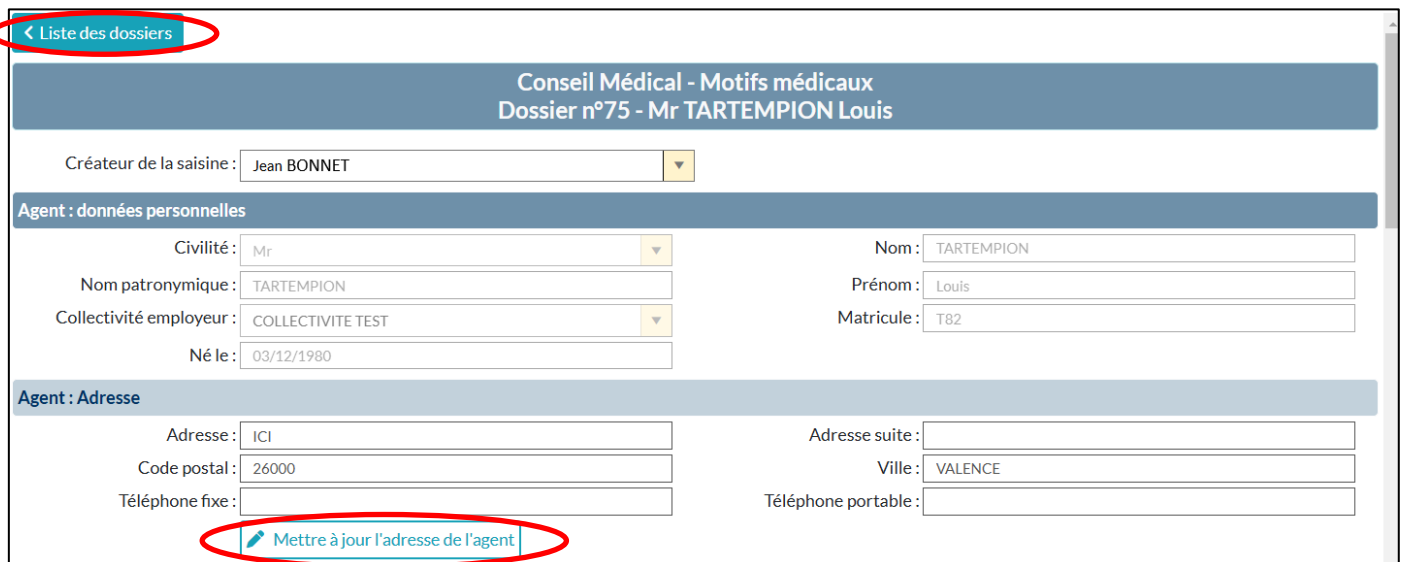 Liste des dossiers
Conseil Médical - Motifs médicaux
Dossier n°75 - Mr TARTEMPION Louis
Créateur de la saisine : Jean BONNET
Agent : données personnelles
Civilité : Mr Nom : TARTEMPION
Nom patronymique : TARTEMPION Prénom : Louis
Collectivité employeur : COLLECTIVITE TEST Matricule : T82
Né le : 03/12/1980
Agent : Adresse
Adresse : ICI Adresse suite :
Code postal : 26000 Ville : VALENCE
Téléphone fixe : Téléphone portable :
Mettre à jour l'adresse de l'agent